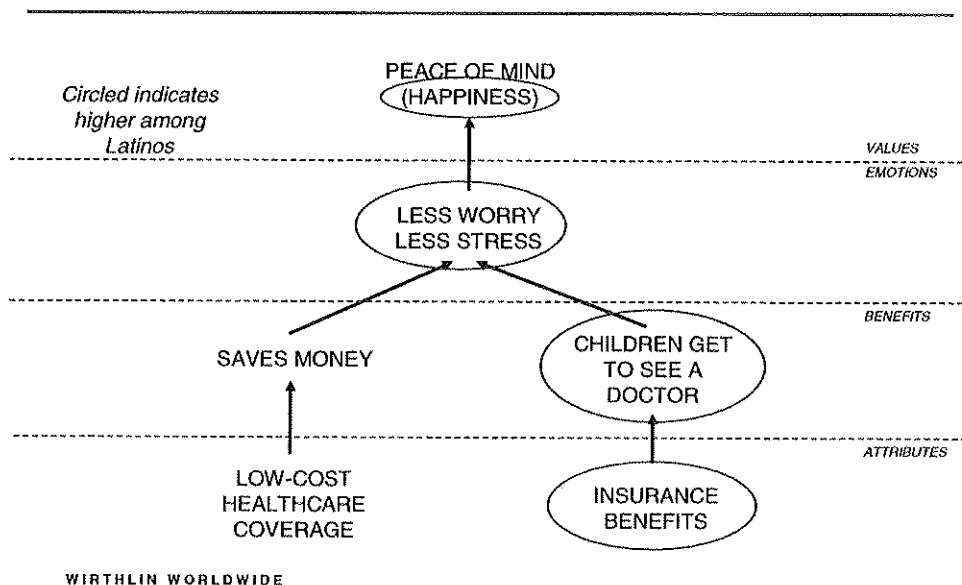 PEACE OF MIND
(HAPPINESS)
Circled indicates
higher among
Latinos
VALUES
EMOTIONS
LESS WORRY
LESS STRESS
BENEFITS
SAVES MONEY
CHILDREN GET
TO SEE A
DOCTOR
ATTRIBUTES
LOW-COST
HEALTHCARE
COVERAGE
INSURANCE
BENEFITS
WIRTHLIN WORLDWIDE